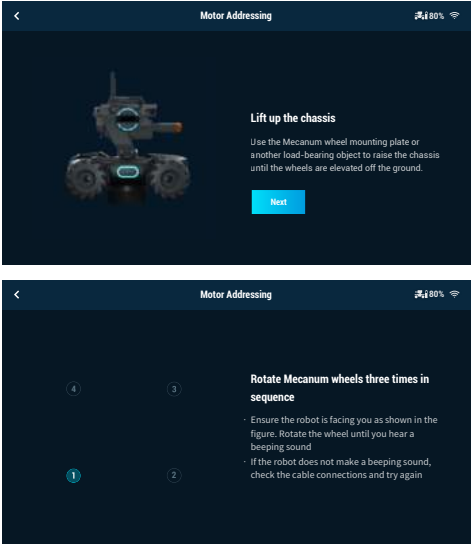 Motor Addressing
80%
Lift up the chassis
Use the Mecanum wheel mounting plate or
another load-bearing object to raise the chassis
until the wheels are elevated off the ground.
Next
Motor Addressing
80%
4
3
1
2
Rotate Mecanum wheels three times in
sequence
· Ensure the robot is facing you as shown in the
figure. Rotate the wheel until you hear a
beeping sound
· If the robot does not make a beeping sound,
check the cable connections and try again